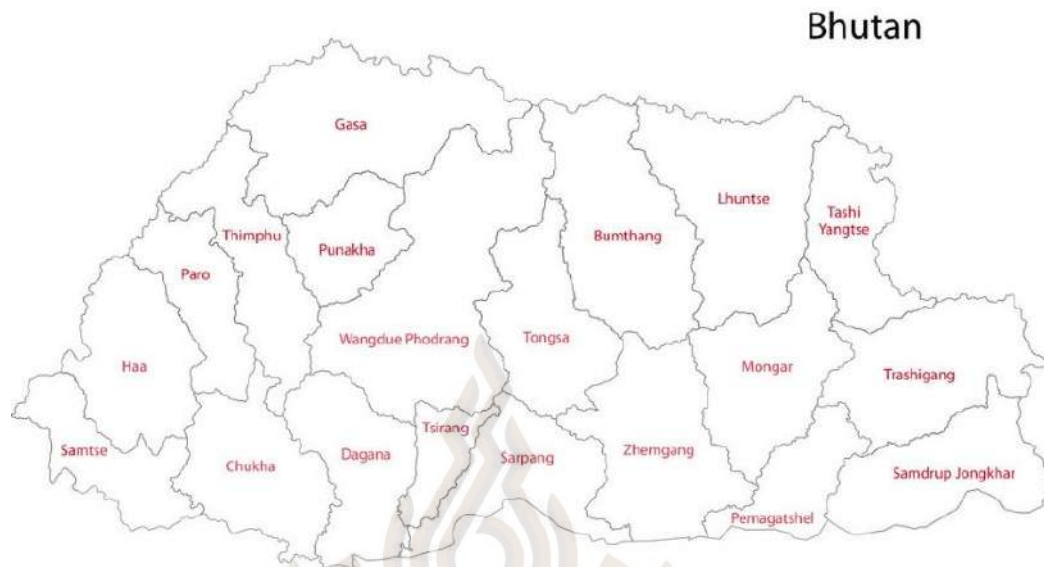 Bhutan
Gasa
Lhuntse
Tashi
Yangtse
Thimphu
Punakha
Bumthang
Paro
Wangdue Phodrang
Tongsa
Haa
Mongar
Trashigang
Tsirang
Samtse
Chukha
Dagana
Sarpang
Zhemgang
Samdrup Jongkhar
Pemagatshel